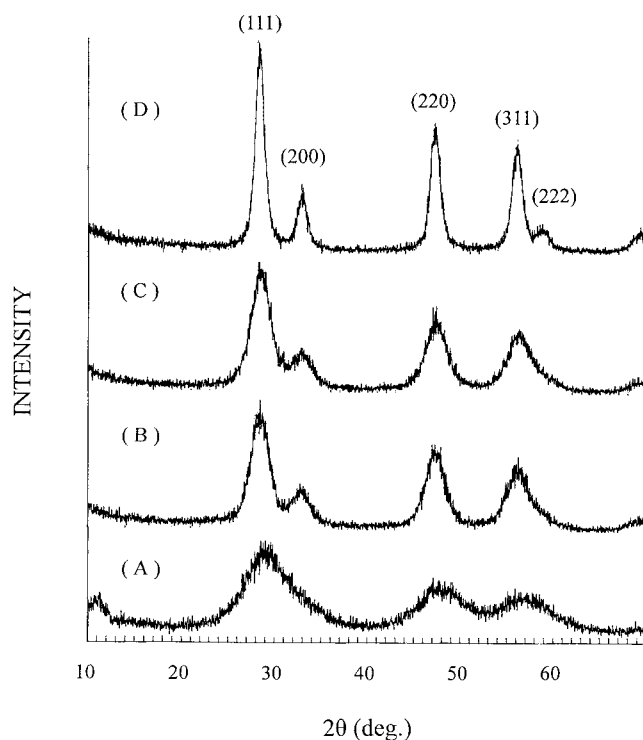 (111)
( D )
(200)
(220)
(311)
(222)
( C )
( B )
( A )
INTENSITY
10 20 30 40 50 60
2θ (deg.)